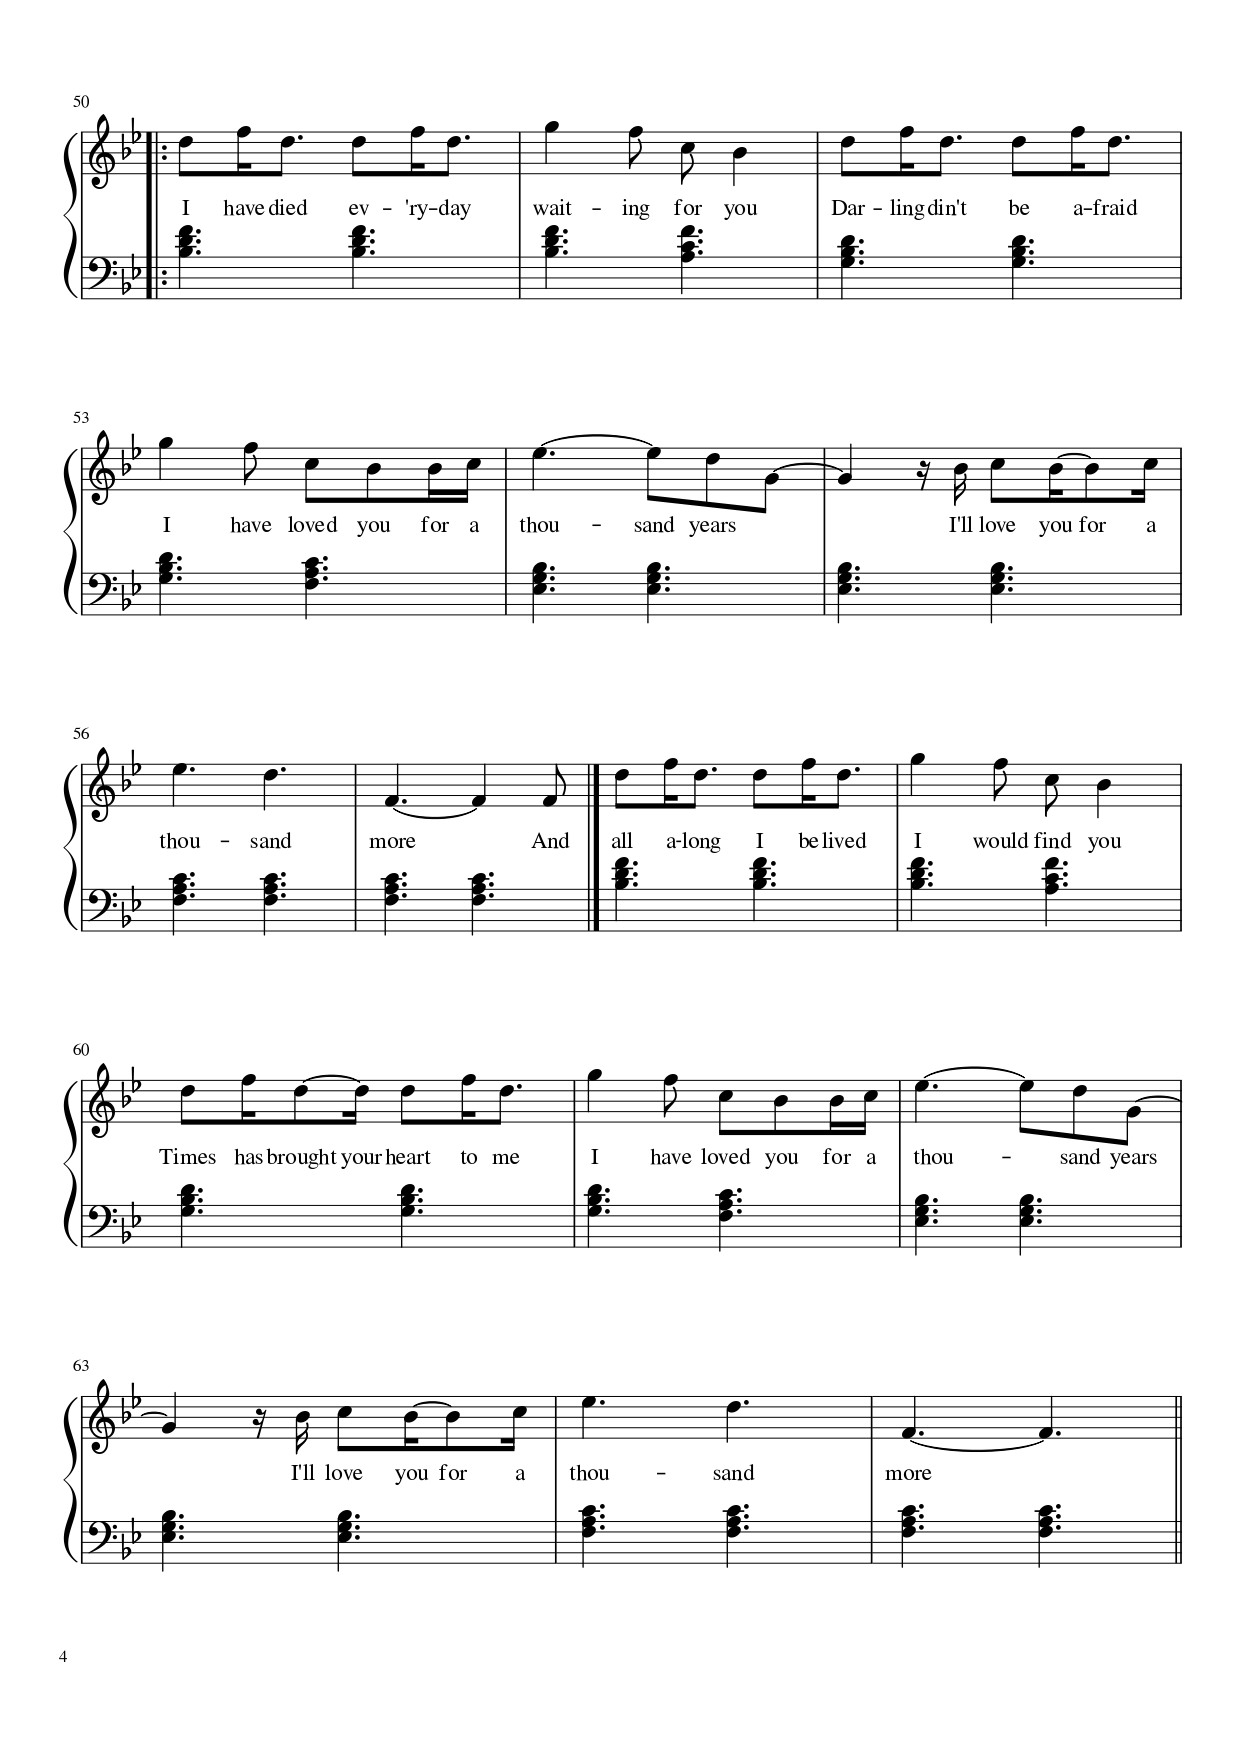 50
I have died ev - 'ry-day wait - ing for you Dar - ling din't be a-fraid
53
I have loved you for a thou - sand years I'll love you for a
56
thou - sand more And all a-long I be lived I would find you
60
Times has brought your heart to me I have loved you for a thou - sand years
63
I'll love you for a thou - sand more
4